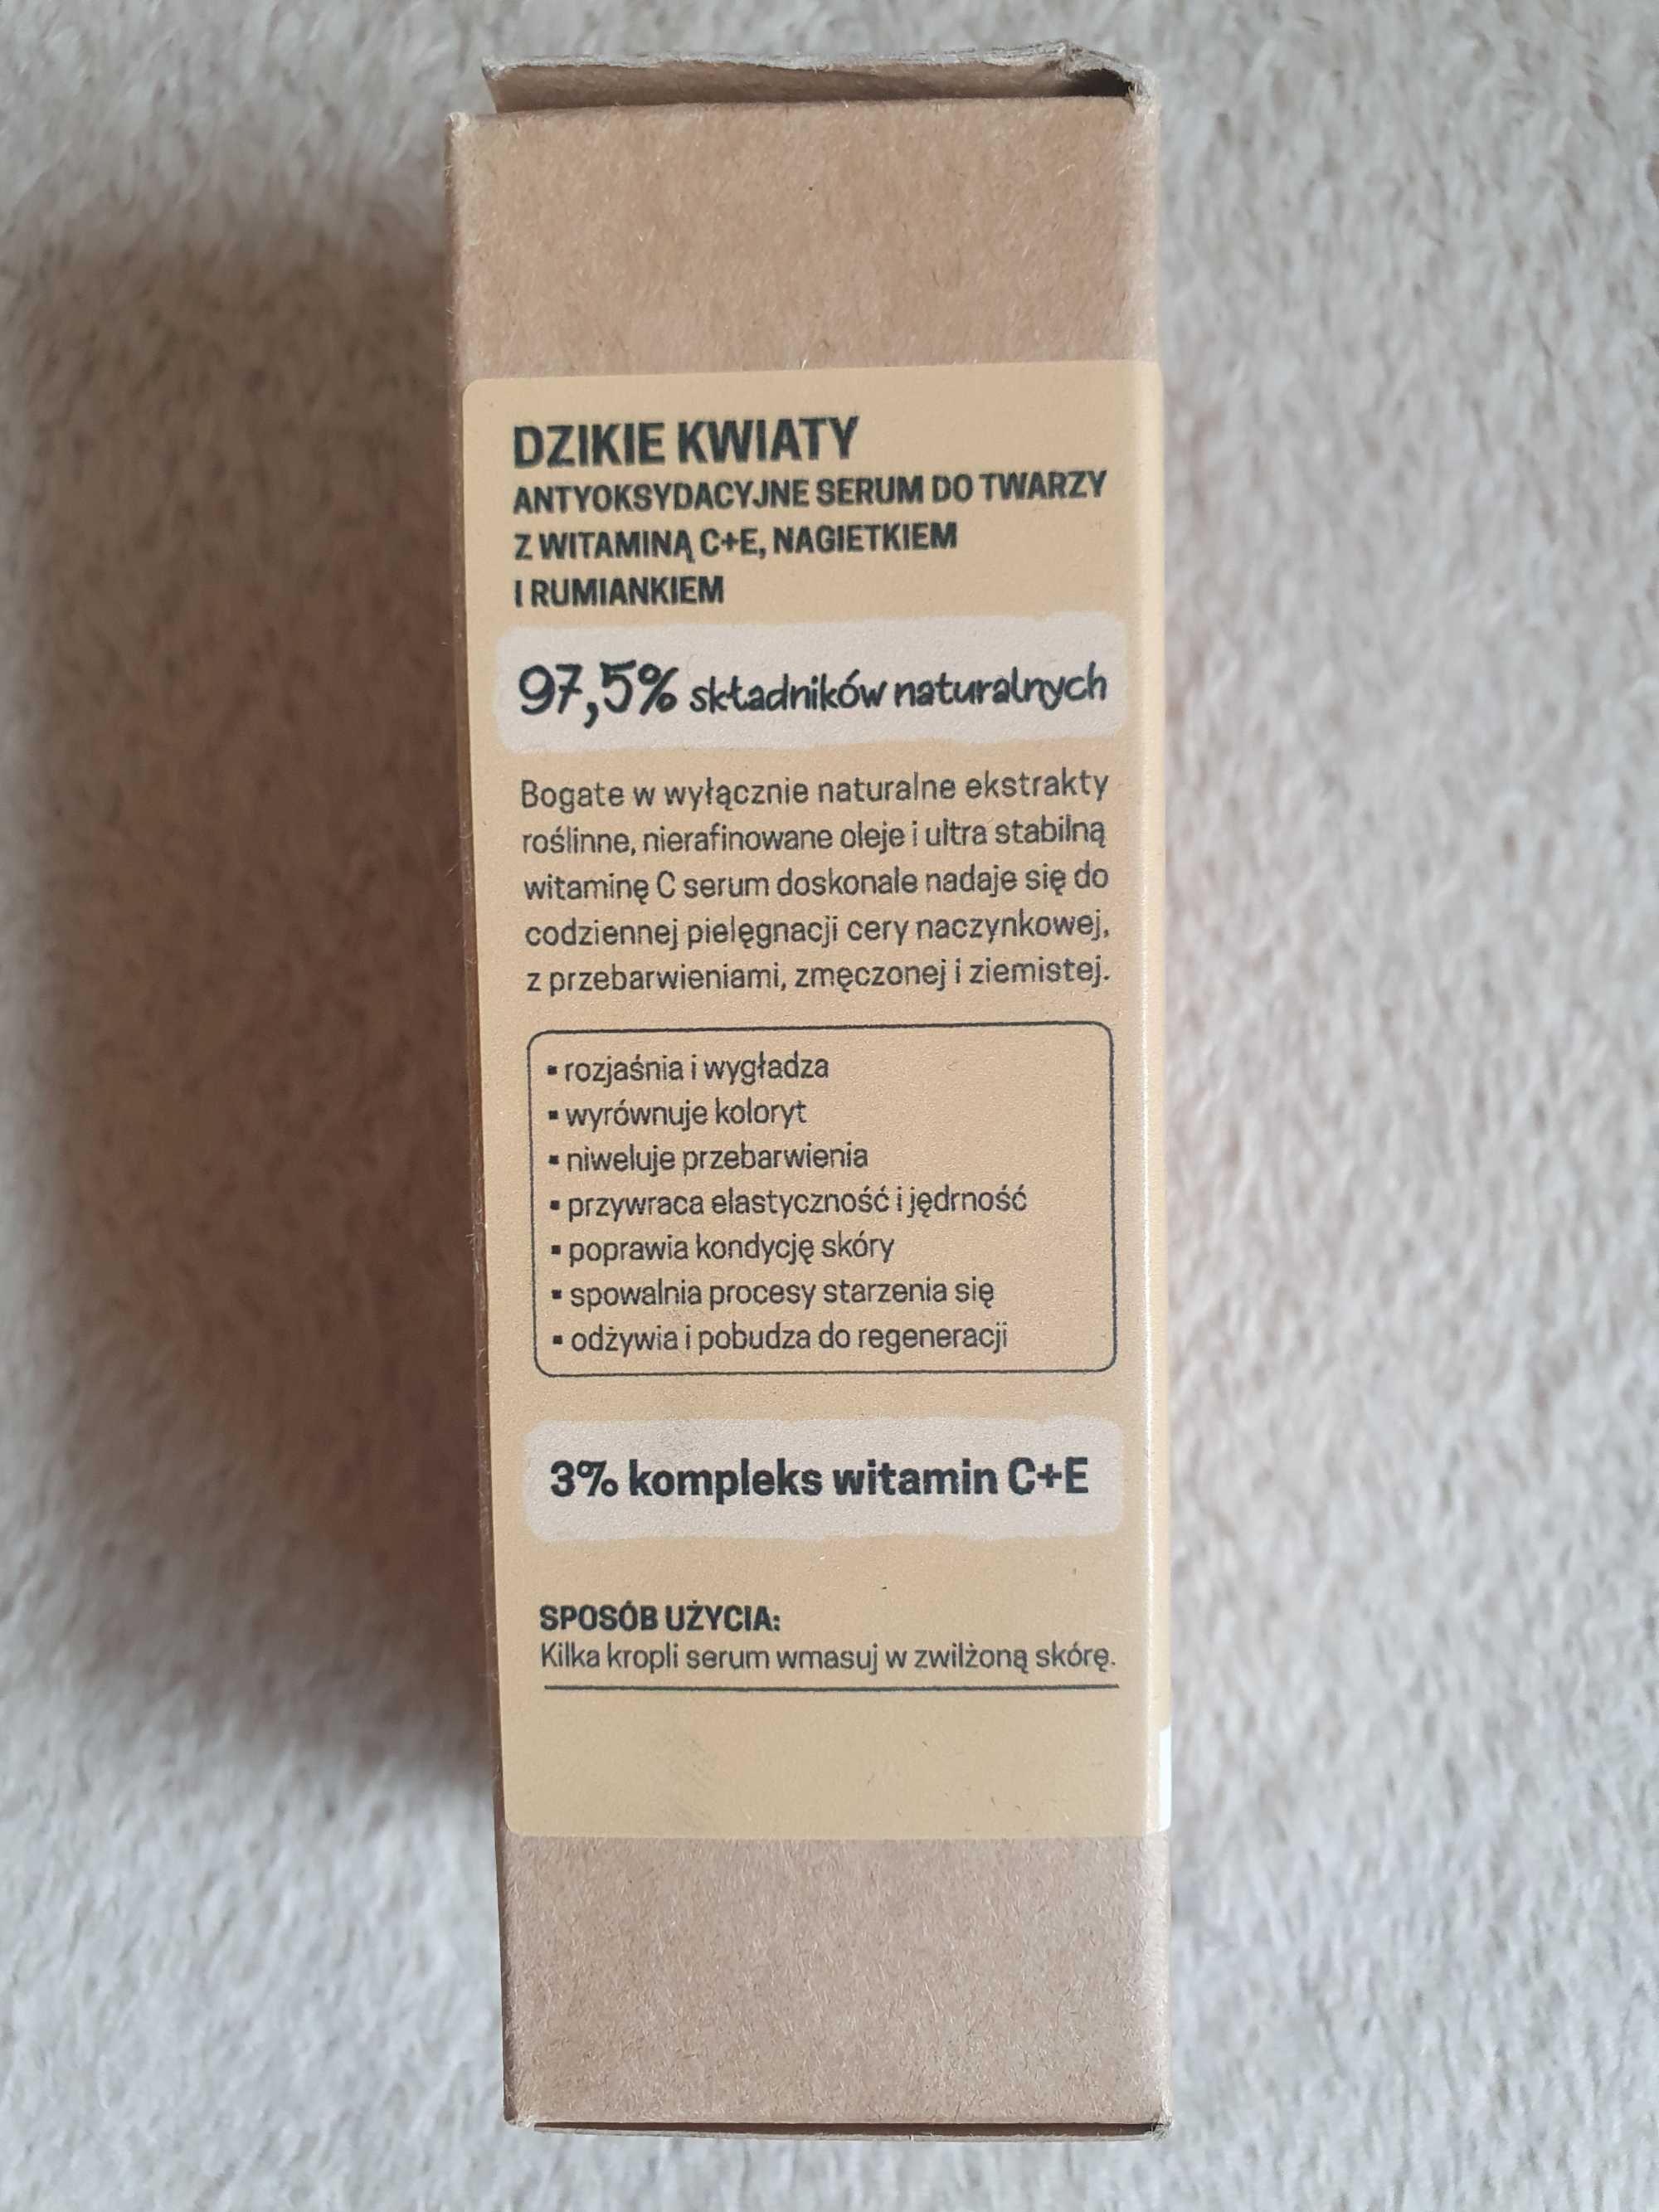 DZIKIE KWIATY
ANTYOKSYDACYJNE SERUM DO TWARZY
Z WITAMINĄ C+E, NAGIETKIEM
I RUMIANKIEM
97,5% składników naturalnych
Bogate w wyłącznie naturalne ekstrakty
roślinne, nierafinowane oleje i ultra stabilną
witaminę C serum doskonale nadaje się do
codziennej pielęgnacji cery naczynkowej,
z przebarwieniami, zmęczonej i ziemistej.
▪ rozjaśnia i wygładza
▪ wyrównuje koloryt
▪ niweluje przebarwienia
▪ przywraca elastyczność i jędrność
▪ poprawia kondycję skóry
▪ spowalnia procesy starzenia się
▪ odżywia i pobudza do regeneracji
3% kompleks witamin C+E
SPOSÓB UŻYCIA:
Kilka kropli serum wmasuj w zwilżoną skórę.